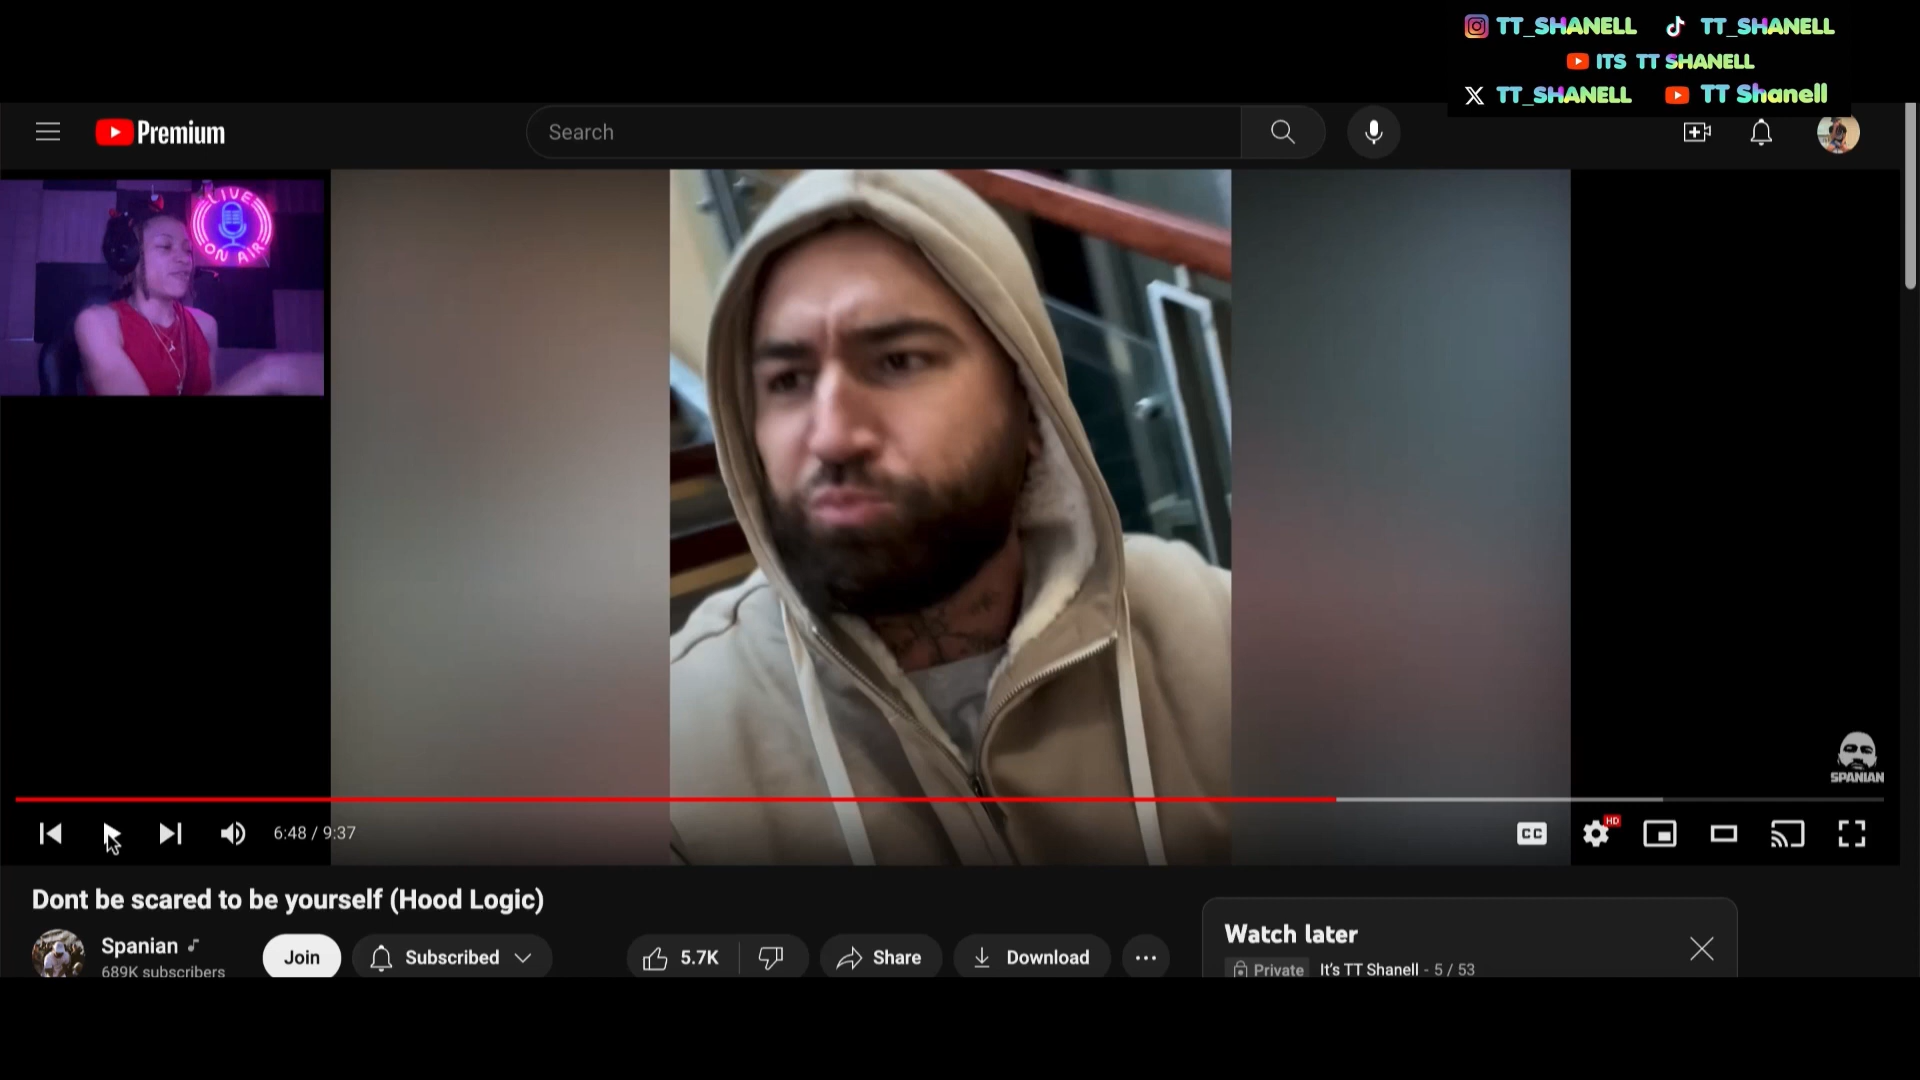 TT_SHANELL TT_SHANELL
ITS TT SHANELL
TT_SHANELL TT Shanell
Premium
Search
LIVE
ON AIR
SPANIAN
6:48 / 9:37
CC
HD
Dont be scared to be yourself (Hood Logic)
Spanian
689K subscribers
Join
Subscribed
5.7K
Share
Download
Watch later
Private It's TT Shanell - 5 / 53